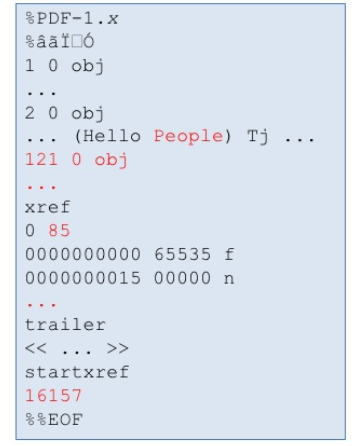 %PDF-1.x
%âãÏ□Ó
1 0 obj
...
2 0 obj
... (Hello People) Tj ...
121 0 obj
...
xref
0 85
0000000000 65535 f
0000000015 00000 n
...
trailer
<< ... >>
startxref
16157
%%EOF